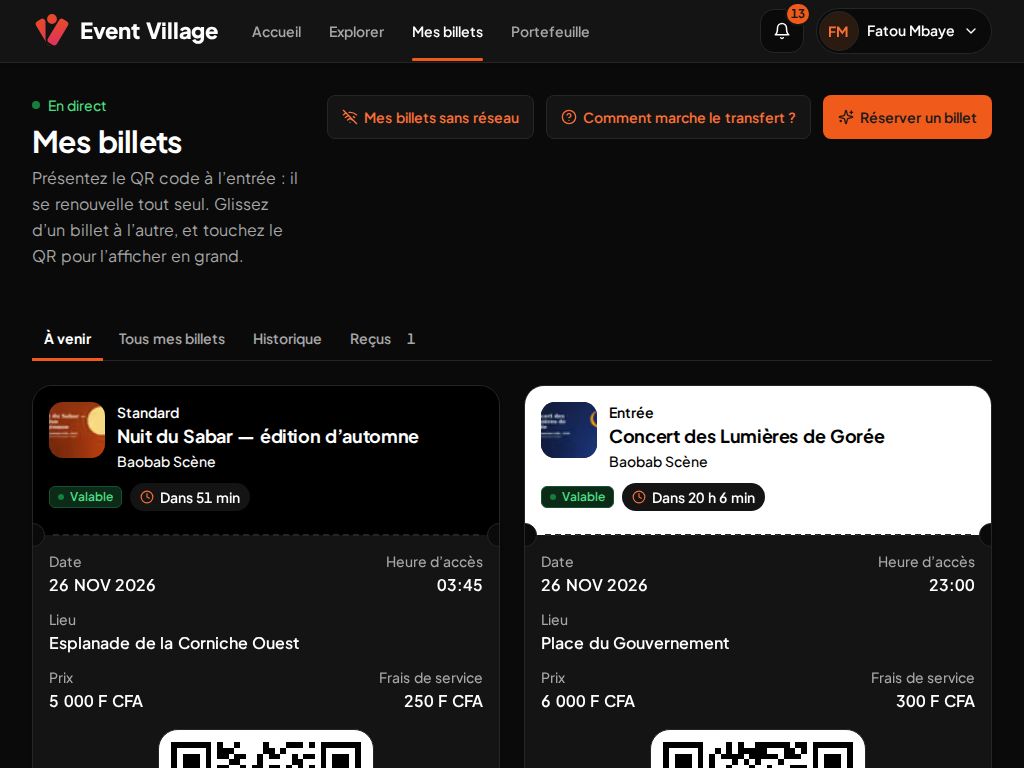 Event Village
Accueil
Explorer
Mes billets
Portefeuille
13
FM
Fatou Mbaye
En direct
Mes billets
Présentez le QR code à l’entrée : il
se renouvelle tout seul. Glissez
d’un billet à l’autre, et touchez le
QR pour l’afficher en grand.
Mes billets sans réseau
Comment marche le transfert ?
Réserver un billet
À venir
Tous mes billets
Historique
Reçus 1
Standard
Nuit du Sabar — édition d’automne
Baobab Scène
Valable
Dans 51 min
Date
Heure d’accès
26 NOV 2026
03:45
Lieu
Esplanade de la Corniche Ouest
Prix
Frais de service
5 000 F CFA
250 F CFA
Entrée
Concert des Lumières de Gorée
Baobab Scène
Valable
Dans 20 h 6 min
Date
Heure d’accès
26 NOV 2026
23:00
Lieu
Place du Gouvernement
Prix
Frais de service
6 000 F CFA
300 F CFA